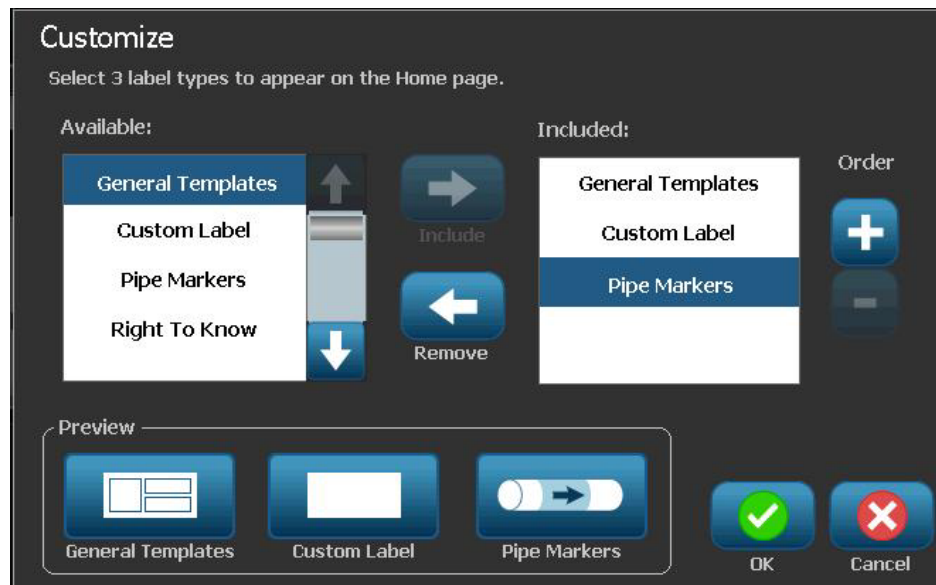 Customize
Select 3 label types to appear on the Home page.
Available:
General Templates
Custom Label
Pipe Markers
Right To Know
Include
Remove
Included:
General Templates
Custom Label
Pipe Markers
Order
Preview
General Templates
Custom Label
Pipe Markers
OK
Cancel